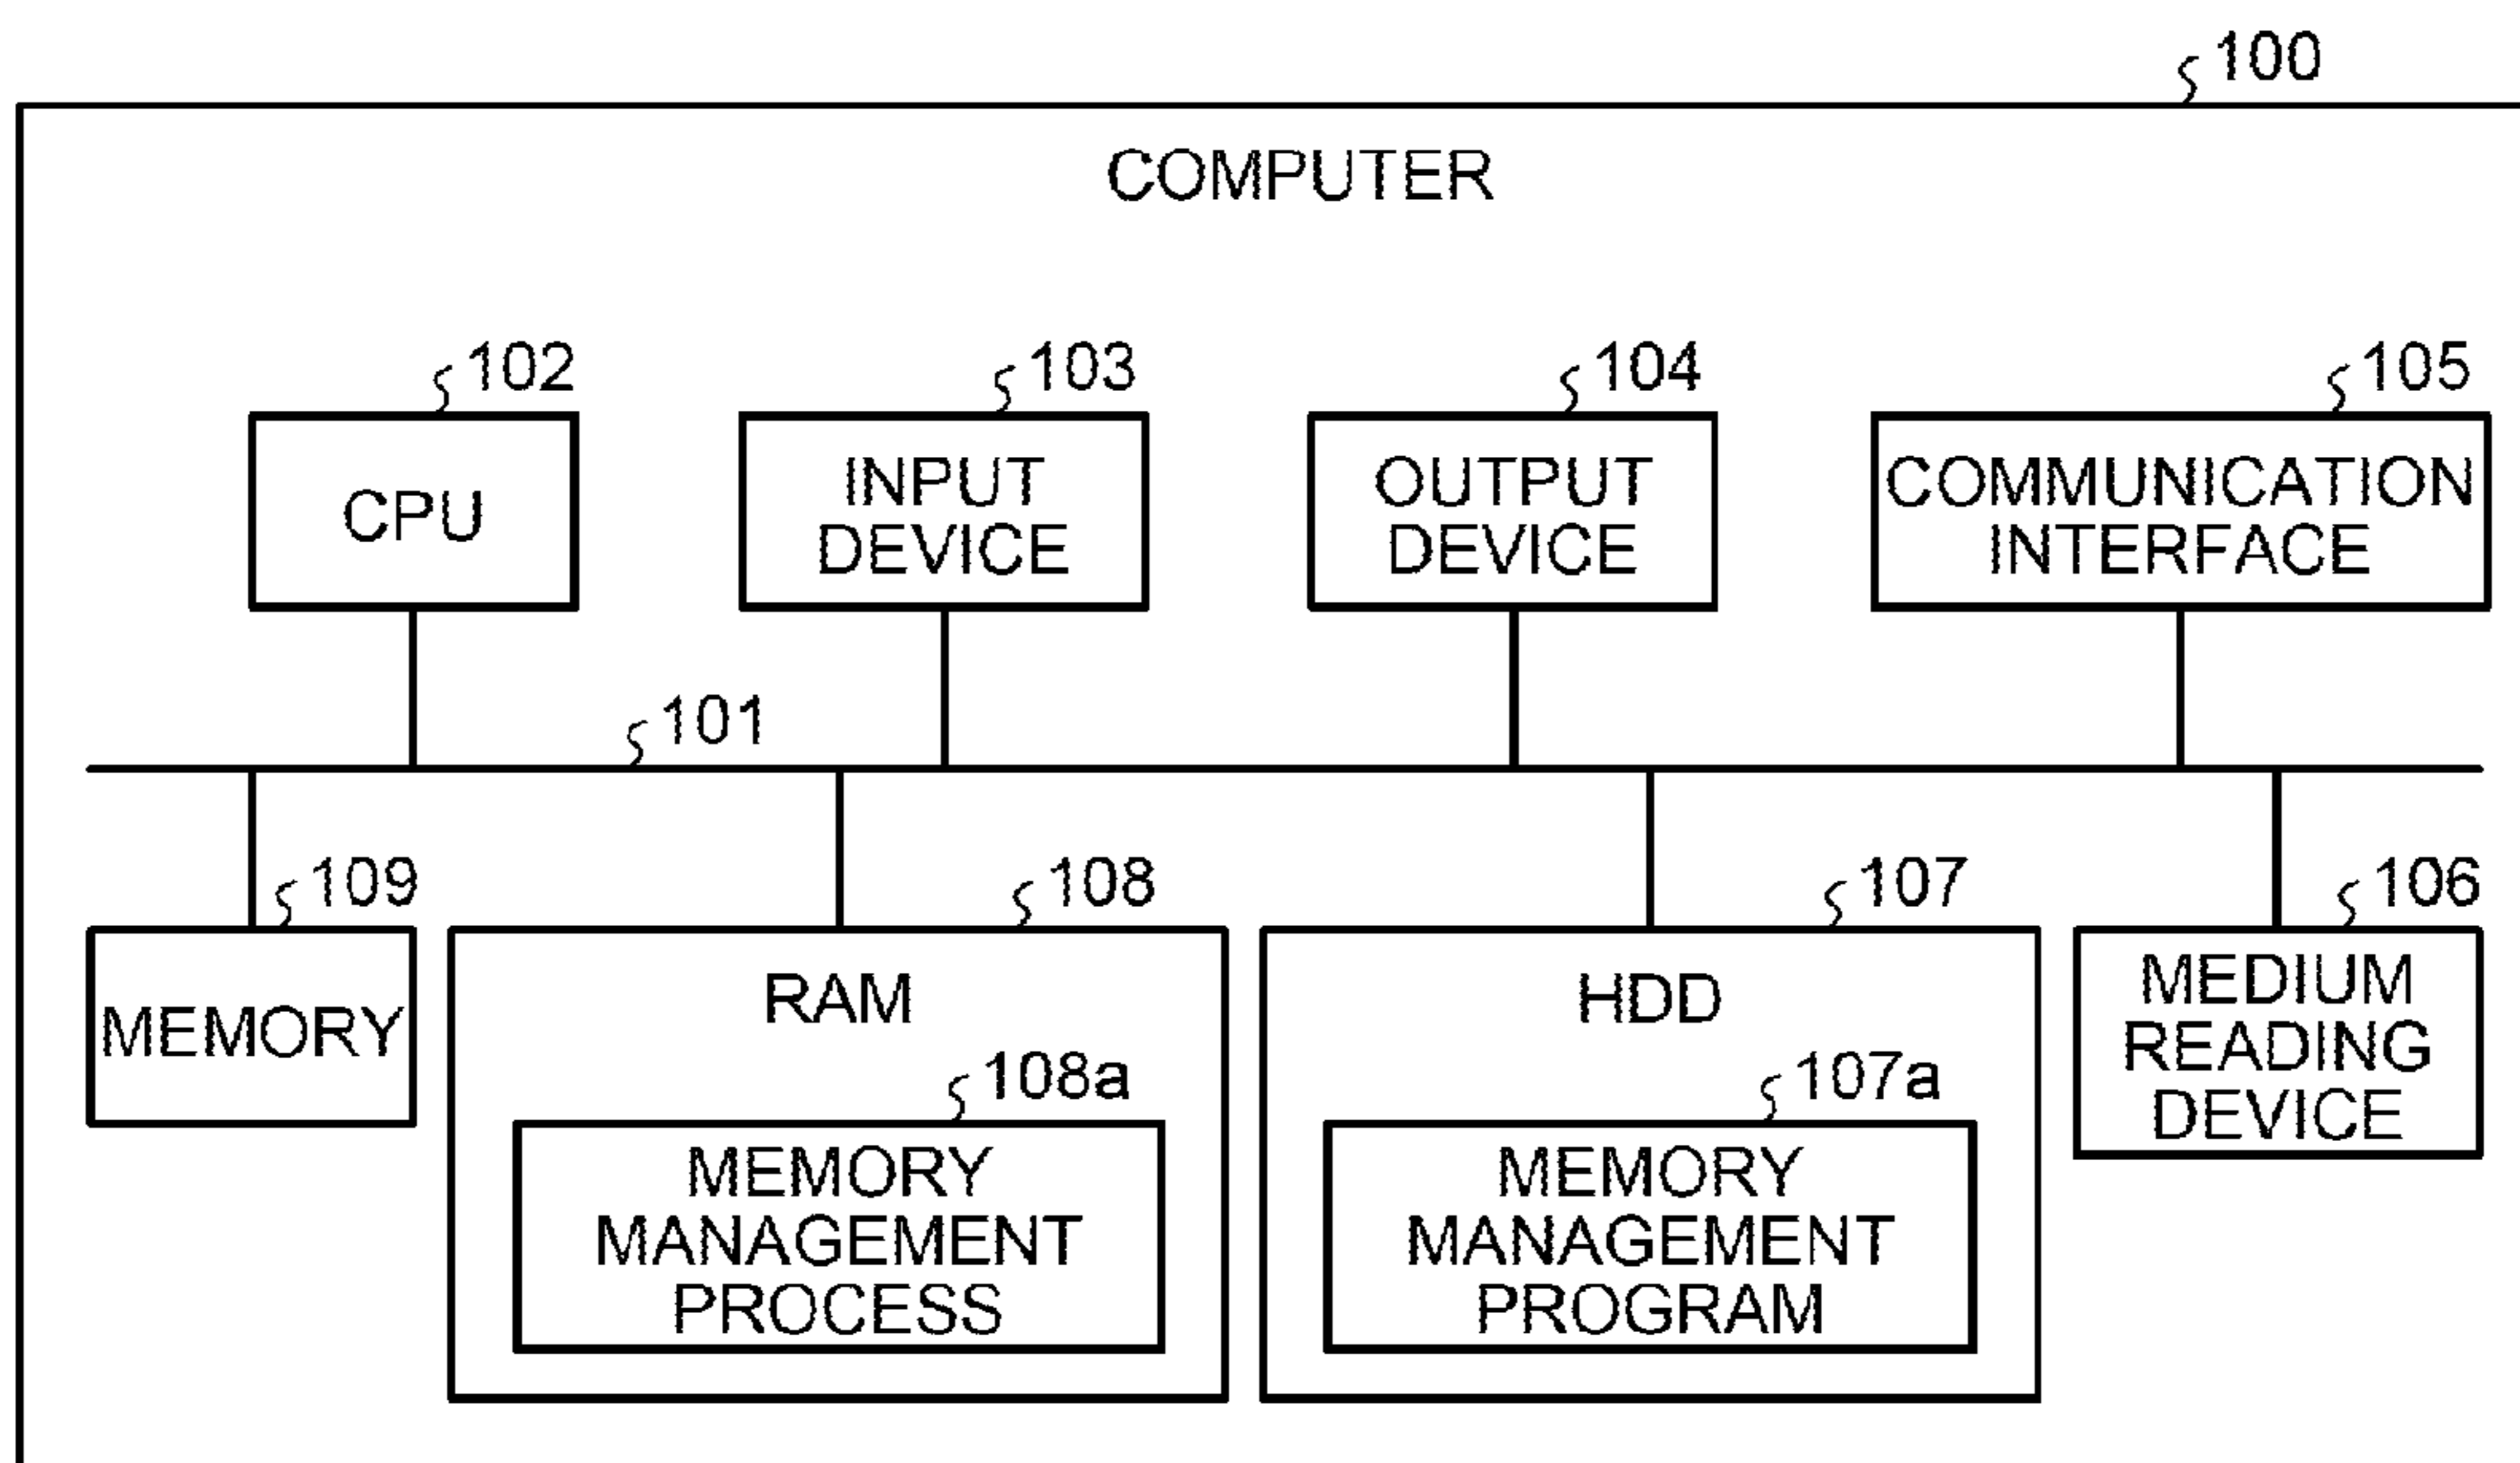 100
COMPUTER
102
103
104
105
CPU
INPUT
DEVICE
OUTPUT
DEVICE
COMMUNICATION
INTERFACE
101
109
108
107
106
MEMORY
RAM
108a
MEMORY
MANAGEMENT
PROCESS
HDD
107a
MEMORY
MANAGEMENT
PROGRAM
MEDIUM
READING
DEVICE